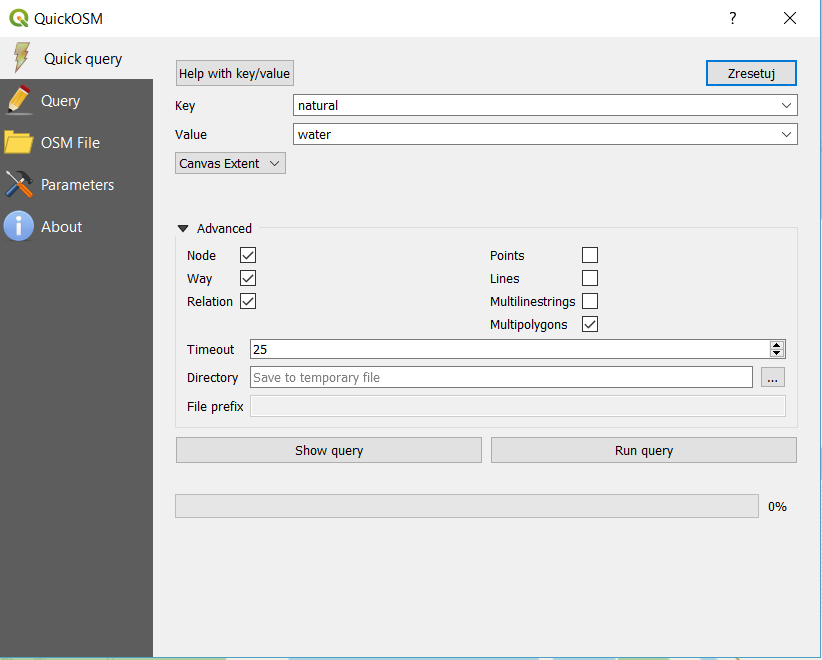 QuickOSM
?
Quick query
Query
OSM File
Parameters
About
Help with key/value
Zresetuj
Key
natural
Value
water
Canvas Extent
Advanced
Node
Points
Way
Lines
Relation
Multilinestrings
Multipolygons
Timeout
25
Directory
Save to temporary file
...
File prefix
Show query
Run query
0%